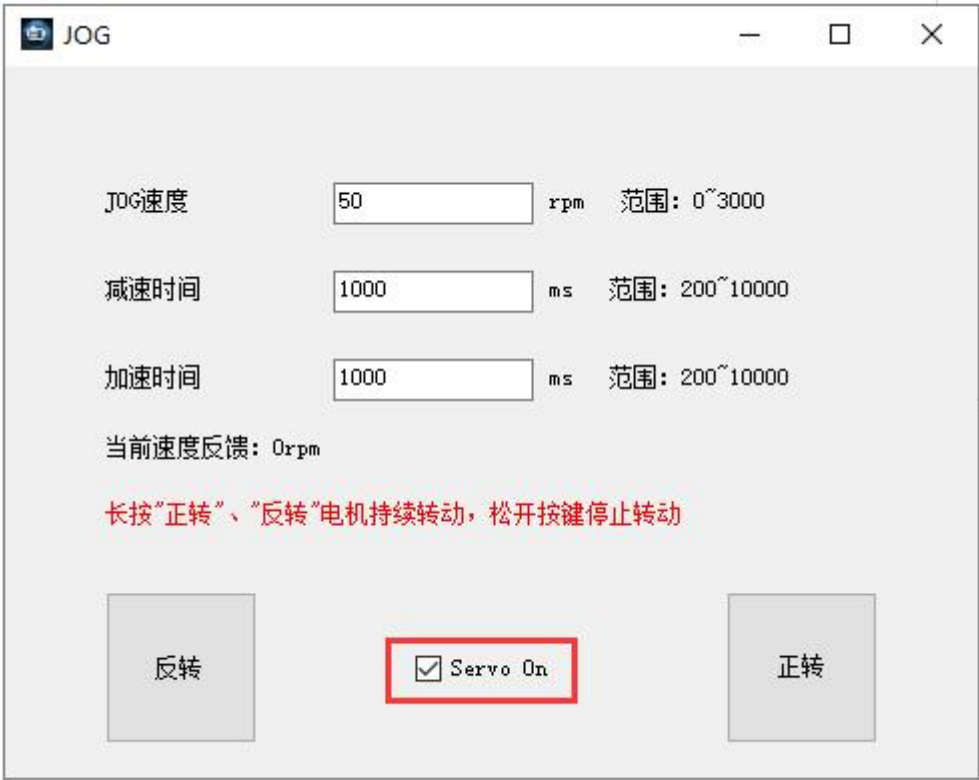 JOG
JOG速度 50 rpm 范围: 0~3000
减速时间 1000 ms 范围: 200~10000
加速时间 1000 ms 范围: 200~10000
当前速度反馈: 0rpm
长按"正转"、"反转"电机持续转动，松开按键停止转动
反转 Servo On 正转